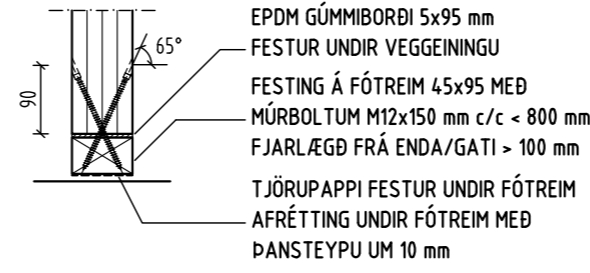 EPDM GÚMMIBORÐI 5x95 mm
FESTUR UNDIR VEGGEININGU
65°
90
FESTING Á FÓTREIM 45x95 MEÐ
MÚRBOLTUM M12x150 mm c/c < 800 mm
FJARLÆGÐ FRÁ ENDA/GATI > 100 mm
TJÖRUPAPPI FESTUR UNDIR FÓTREIM
AFRÉTTING UNDIR FÓTREIM MEÐ
ÞANSTEYPU UM 10 mm